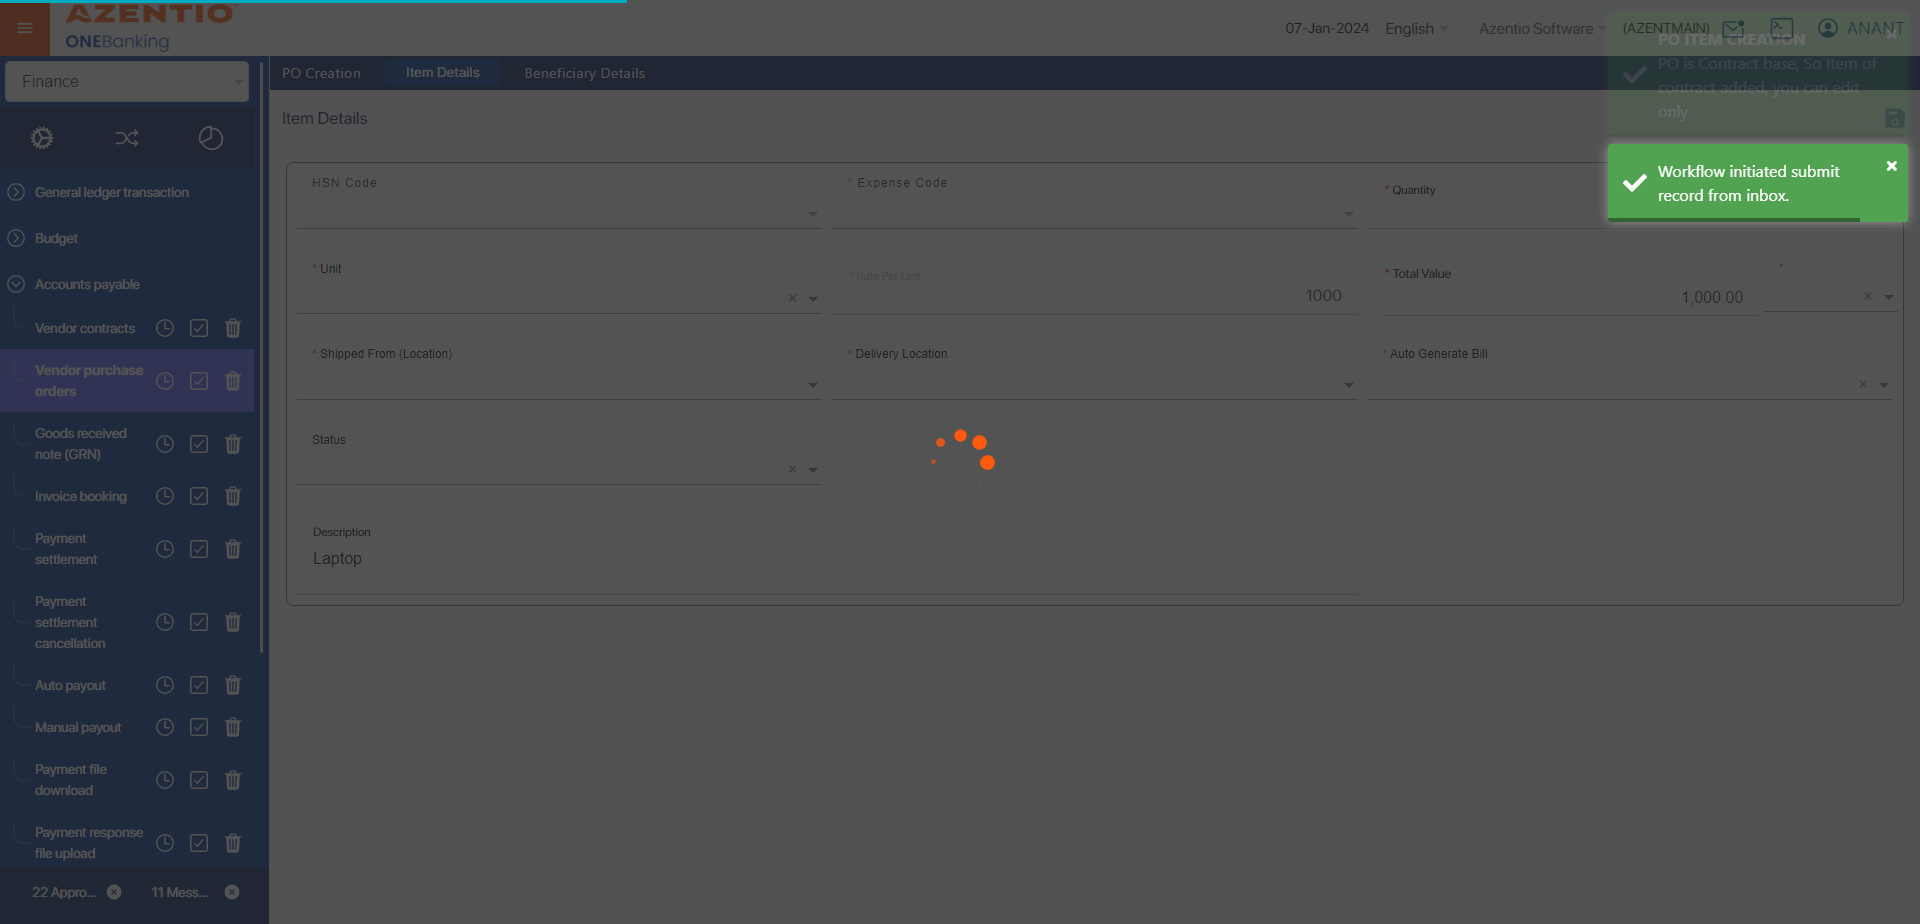 AZENTIO
ONEBanking
07-Jan-2024
English
Azentio Software
(AZENTMAIN)
ANANT
Finance
General ledger transaction
Budget
Accounts payable
Vendor contracts
Vendor purchase
orders
Goods received
note (GRN)
Invoice booking
Payment
settlement
Payment
settlement
cancellation
Auto payout
Manual payout
Payment file
download
Payment response
file upload
22 Appro...
11 Mess...
PO Creation
Item Details
Beneficiary Details
Item Details
PO ITEM CREATION
PO is Contract base, So Item of
contract added, you can edit
only
Workflow initiated submit
record from inbox.
HSN Code
* Expense Code
* Quantity
* Unit
* Rate Per Unit
1000
* Total Value
1,000.00
*
* Shipped From (Location)
* Delivery Location
* Auto Generate Bill
Status
Description
Laptop